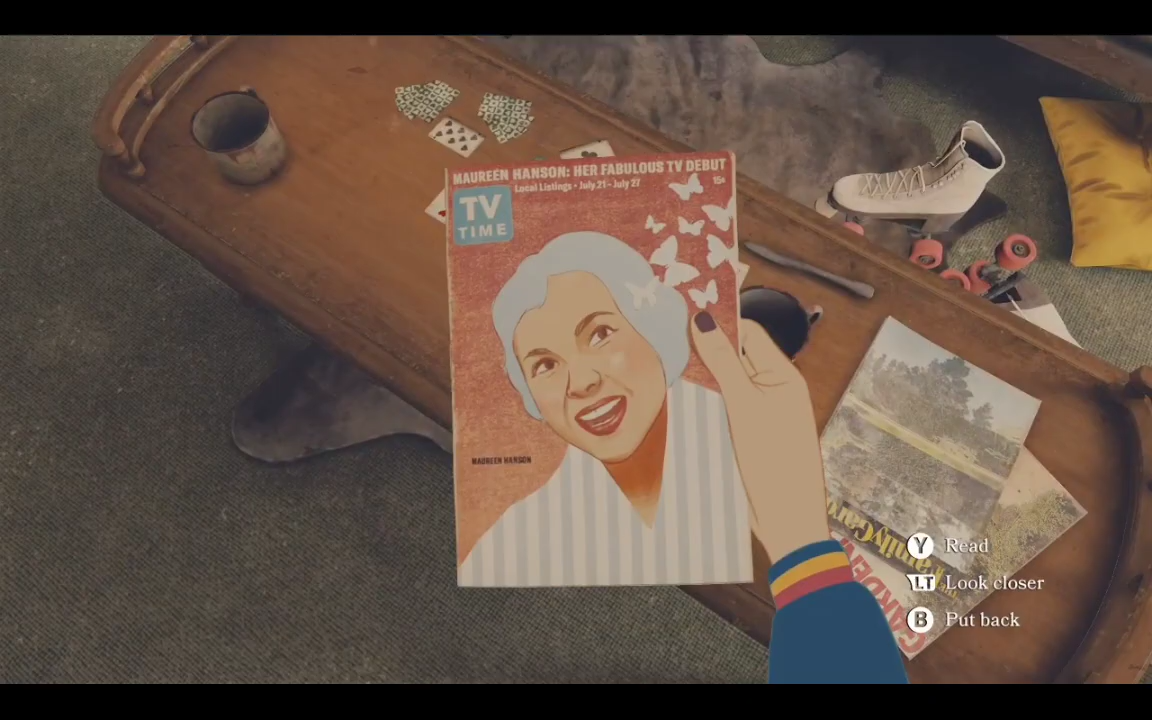 MAUREEN HANSON: HER FABULOUS TV DEBUT
Local Listings • July 21-July 27
15¢
TV
TIME
MAUREEN HANSON
Y Read
LT Look closer
B Put back